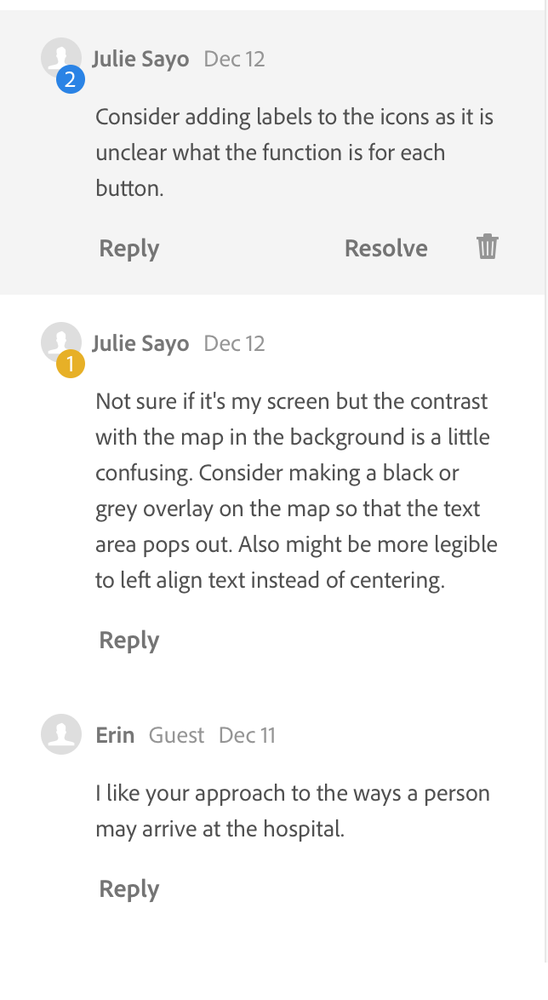 Julie Sayo Dec 12
2
Consider adding labels to the icons as it is
unclear what the function is for each
button.
Reply Resolve
Julie Sayo Dec 12
1
Not sure if it's my screen but the contrast
with the map in the background is a little
confusing. Consider making a black or
grey overlay on the map so that the text
area pops out. Also might be more legible
to left align text instead of centering.
Reply
Erin Guest Dec 11
I like your approach to the ways a person
may arrive at the hospital.
Reply